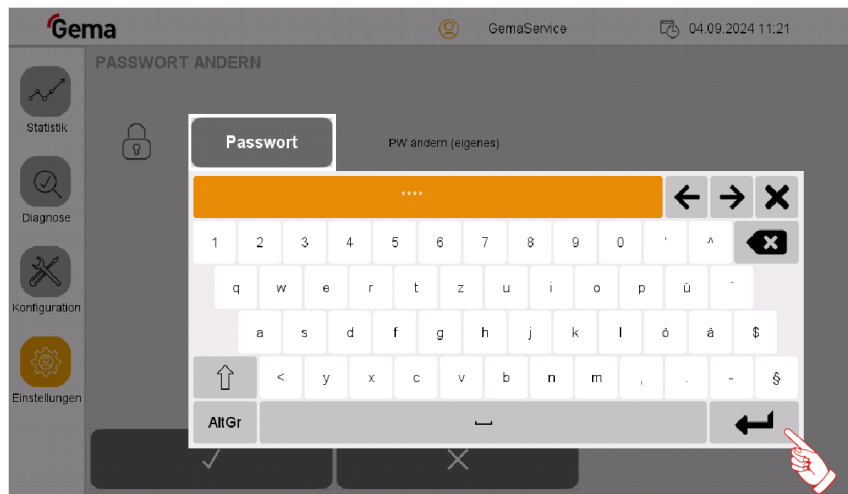 Gema
GemaService
04.09.2024 11:21
PASSWORT ÄNDERN
Statistik
Diagnose
Konfiguration
Einstellungen
Passwort
PW ändern (eigenes)
****
1 2 3 4 5 6 7 8 9 0 ' ^
q w e r t z u i o p ü ¨
a s d f g h j k l ö ä $
< y x c v b n m , . - §
AltGr